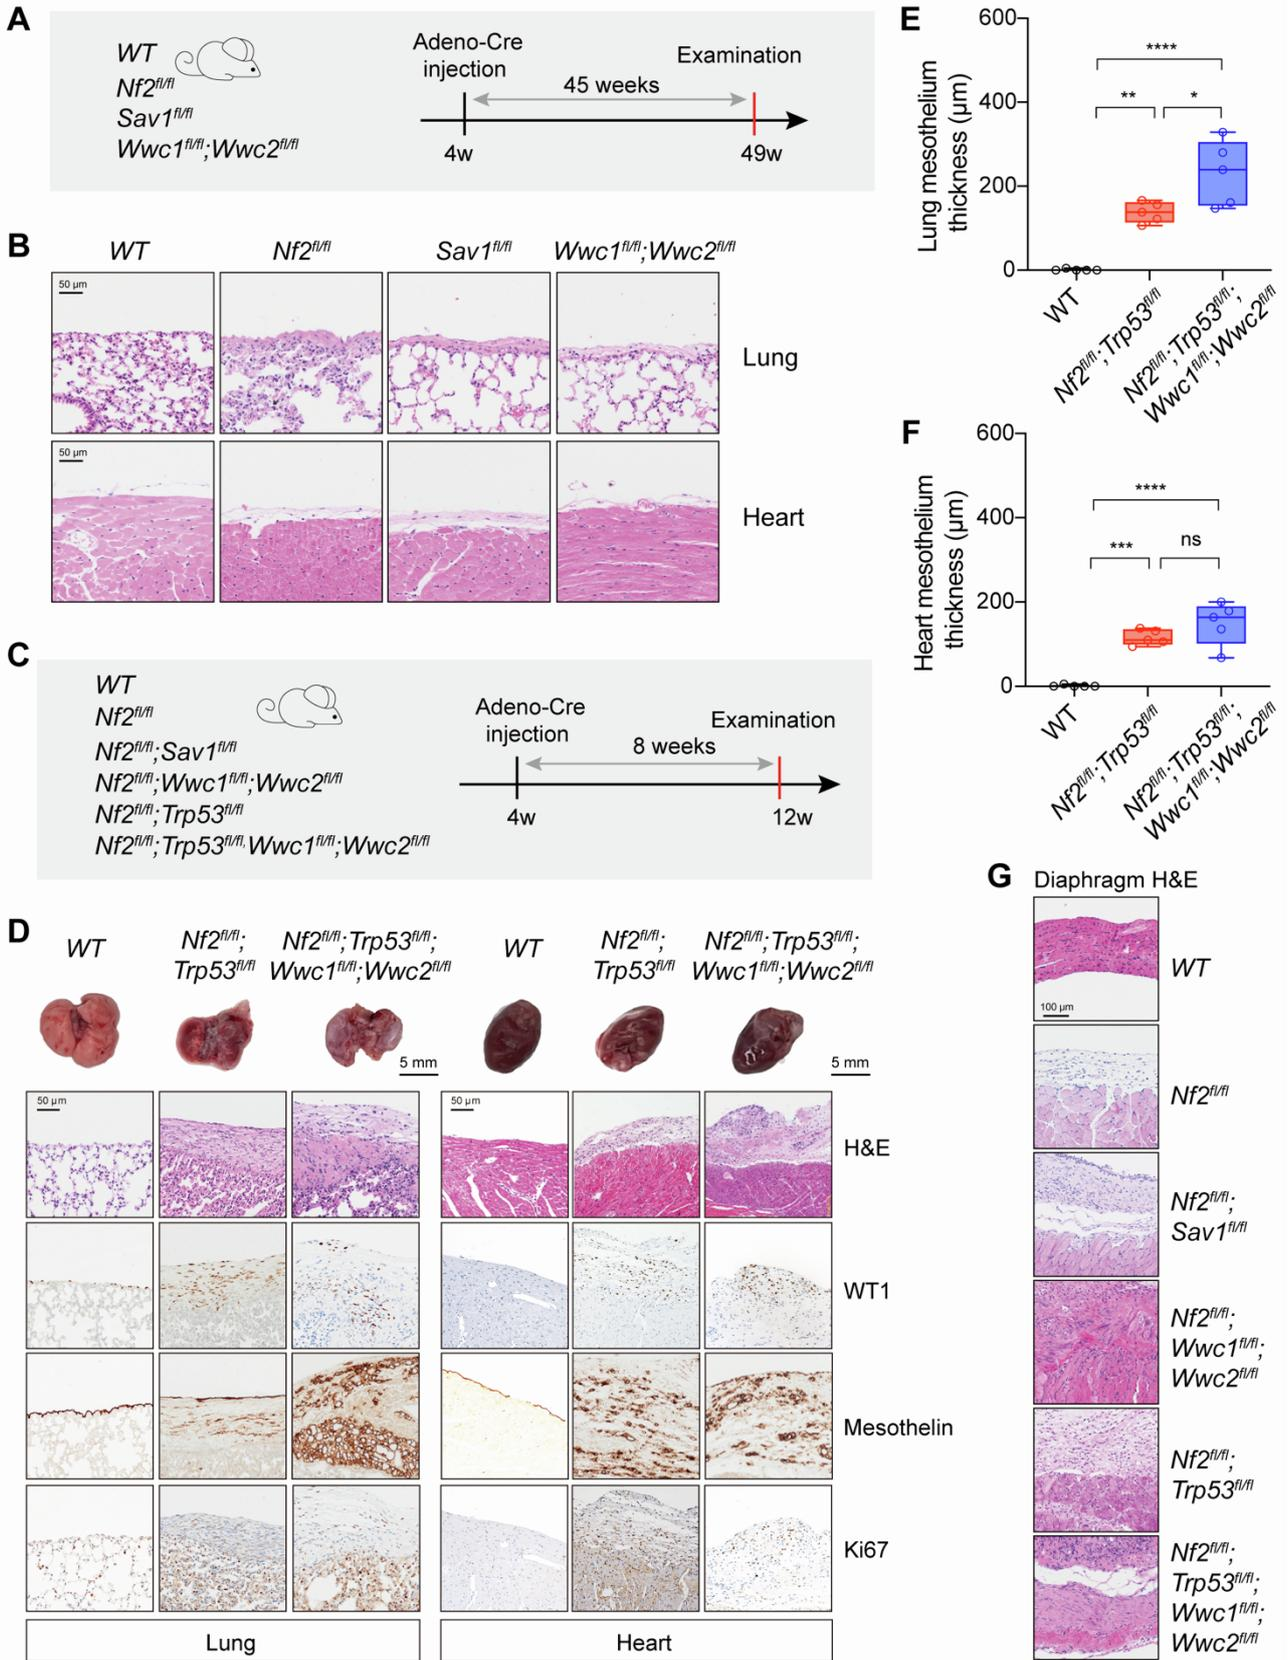 A
WT
Nf2fl/fl
Sav1fl/fl
Wwc1fl/fl;Wwc2fl/fl
Adeno-Cre
injection
Examination
45 weeks
4w
49w
B
WT
Nf2fl/fl
Sav1fl/fl
Wwc1fl/fl;Wwc2fl/fl
50 µm
Lung
50 µm
Heart
C
WT
Nf2fl/fl
Nf2fl/fl;Sav1fl/fl
Nf2fl/fl;Wwc1fl/fl;Wwc2fl/fl
Nf2fl/fl;Trp53fl/fl
Nf2fl/fl;Trp53fl/fl,Wwc1fl/fl;Wwc2fl/fl
Adeno-Cre
injection
Examination
8 weeks
4w
12w
D
WT
Nf2fl/fl;
Trp53fl/fl
Nf2fl/fl;Trp53fl/fl;
Wwc1fl/fl;Wwc2fl/fl
WT
Nf2fl/fl;
Trp53fl/fl
Nf2fl/fl;Trp53fl/fl;
Wwc1fl/fl;Wwc2fl/fl
5 mm
5 mm
50 µm
50 µm
H&E
WT1
Mesothelin
Ki67
Lung
Heart
E
Lung mesothelium
thickness (µm)
600
400
200
0
****
**
*
WT
Nf2fl/fl;Trp53fl/fl
Nf2fl/fl;Trp53fl/fl;
Wwc1fl/fl;Wwc2fl/fl
F
Heart mesothelium
thickness (µm)
600
400
200
0
****
***
ns
WT
Nf2fl/fl;Trp53fl/fl
Nf2fl/fl;Trp53fl/fl;
Wwc1fl/fl;Wwc2fl/fl
G
Diaphragm H&E
100 µm
WT
Nf2fl/fl
Nf2fl/fl;
Sav1fl/fl
Nf2fl/fl;
Wwc1fl/fl;
Wwc2fl/fl
Nf2fl/fl;
Trp53fl/fl
Nf2fl/fl;
Trp53fl/fl;
Wwc1fl/fl;
Wwc2fl/fl